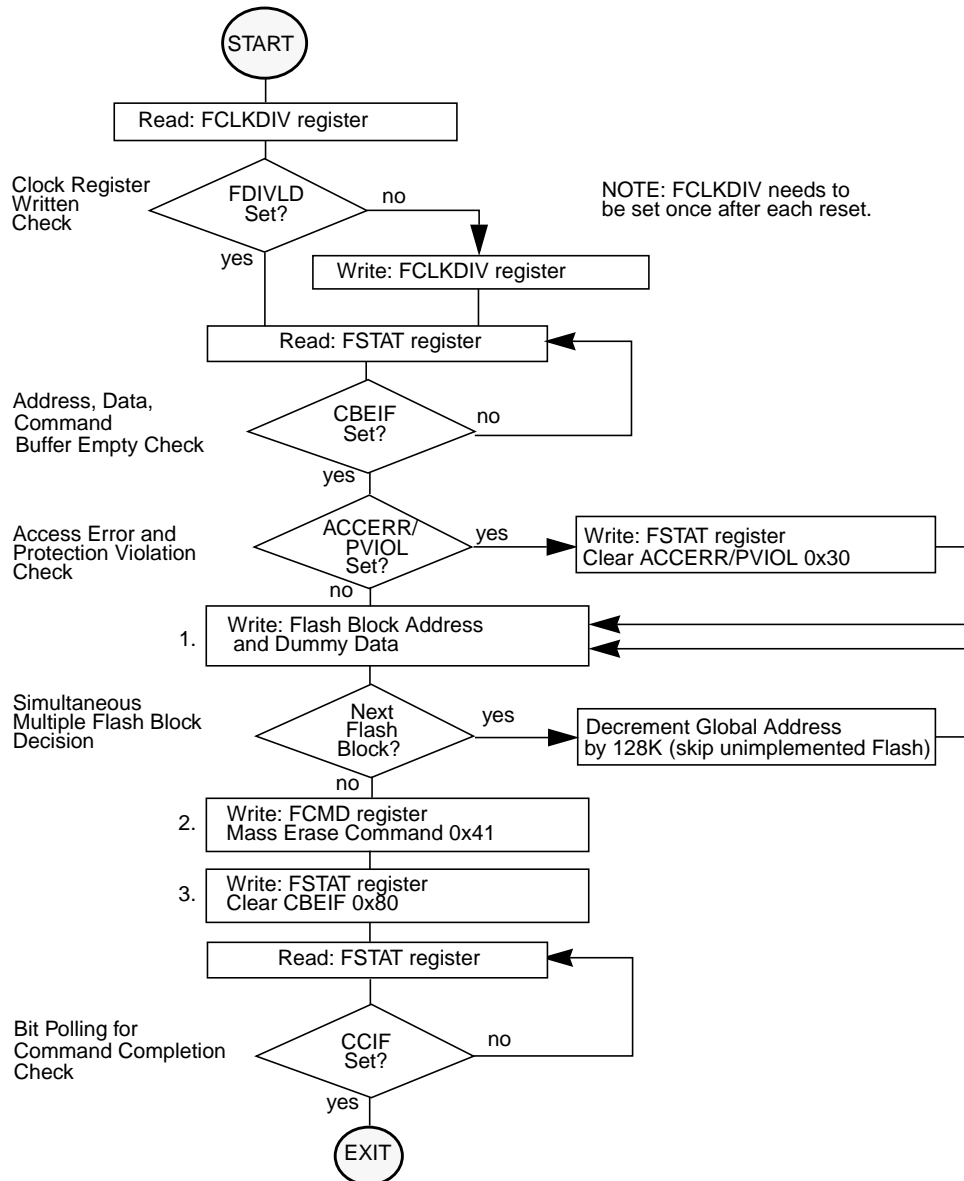 START
Read: FCLKDIV register
Clock Register
Written
Check
FDIVLD
Set?
no
yes
NOTE: FCLKDIV needs to
be set once after each reset.
Write: FCLKDIV register
Read: FSTAT register
Address, Data,
Command
Buffer Empty Check
CBEIF
Set?
no
yes
Access Error and
Protection Violation
Check
ACCERR/
PVIOL
Set?
yes
no
Write: FSTAT register
Clear ACCERR/PVIOL 0x30
1.
Write: Flash Block Address
and Dummy Data
Simultaneous
Multiple Flash Block
Decision
Next
Flash
Block?
yes
no
Decrement Global Address
by 128K (skip unimplemented Flash)
2.
Write: FCMD register
Mass Erase Command 0x41
3.
Write: FSTAT register
Clear CBEIF 0x80
Read: FSTAT register
Bit Polling for
Command Completion
Check
CCIF
Set?
no
yes
EXIT